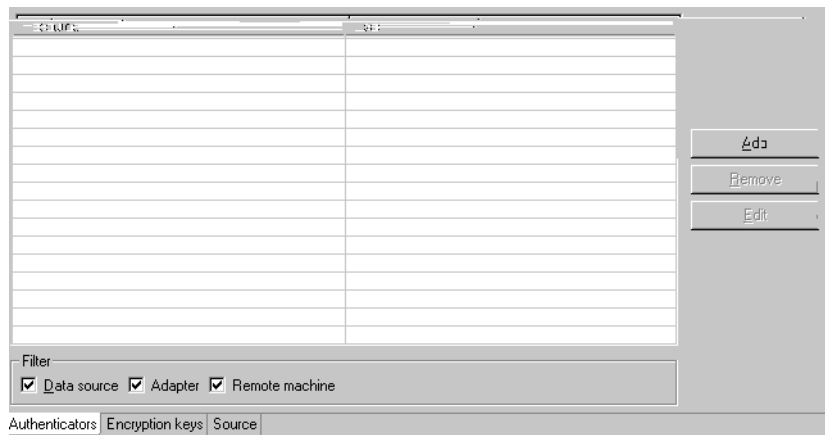 Add
Remove
Edit
Filter
Data source Adapter Remote machine
Authenticators Encryption keys Source